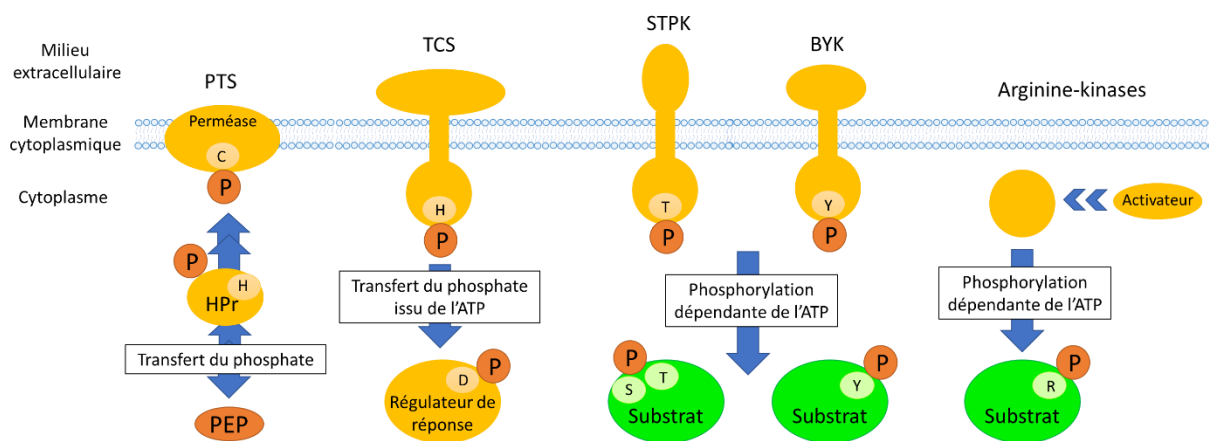 Milieu
extracellulaire
Membrane
cytoplasmique
Cytoplasme
PTS
Perméase
C
P
P
H
HPr
Transfert du phosphate
PEP
TCS
H
P
Transfert du phosphate
issu de l'ATP
P
D
Régulateur de
réponse
STPK
T
P
BYK
Y
P
Phosphorylation
dépendante de l'ATP
P
T
S
Substrat
P
Y
Substrat
Arginine-kinases
Activateur
Phosphorylation
dépendante de l'ATP
P
R
Substrat